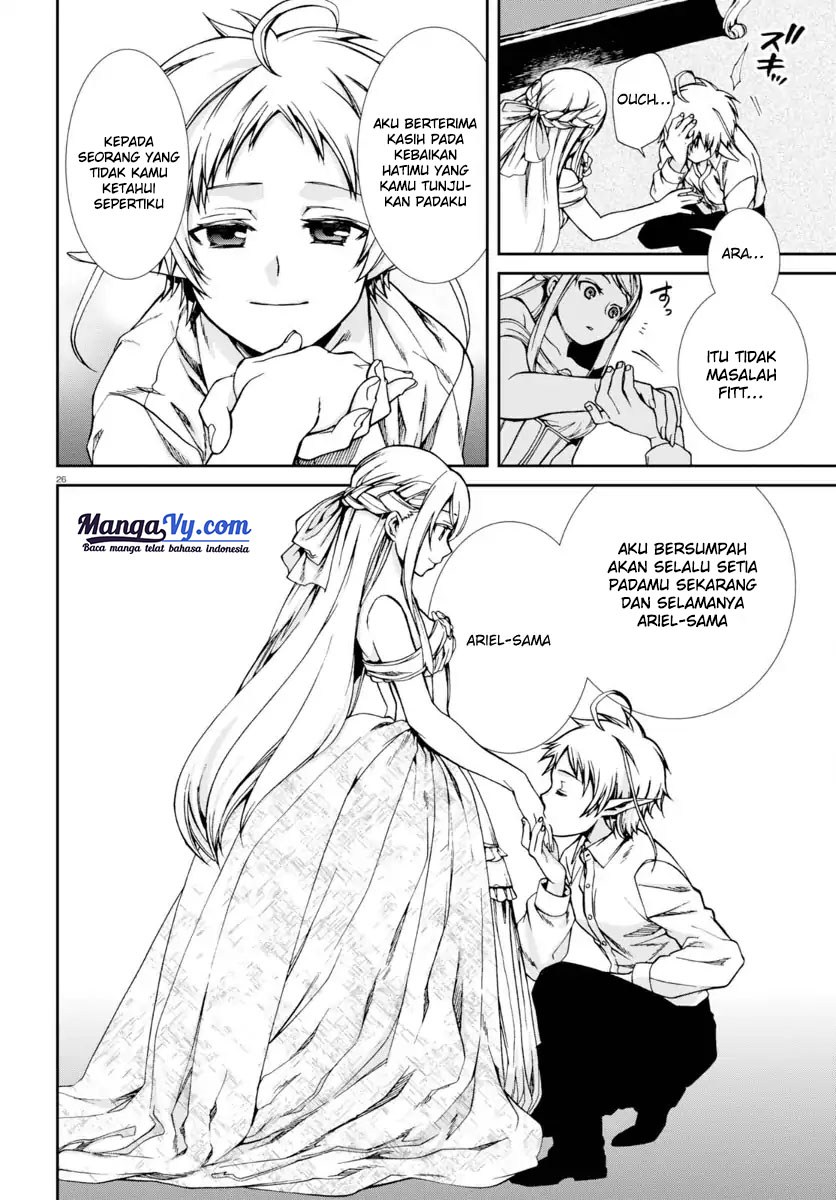 ズキッ
OUCH...
ARA...
ITU TIDAK
MASALAH
FITT...
すっ
AKU BERTERIMA
KASIH PADA
KEBAIKAN
HATIMU YANG
KAMU TUNJU-
KAN PADAKU
KEPADA
SEORANG YANG
TIDAK KAMU
KETAHUI
SEPERTIKU
26
MangaVy.com
Baca manga telat bahasa indonesia
AKU BERSUMPAH
AKAN SELALU SETIA
PADAMU SEKARANG
DAN SELAMANYA
ARIEL-SAMA
ARIEL-SAMA